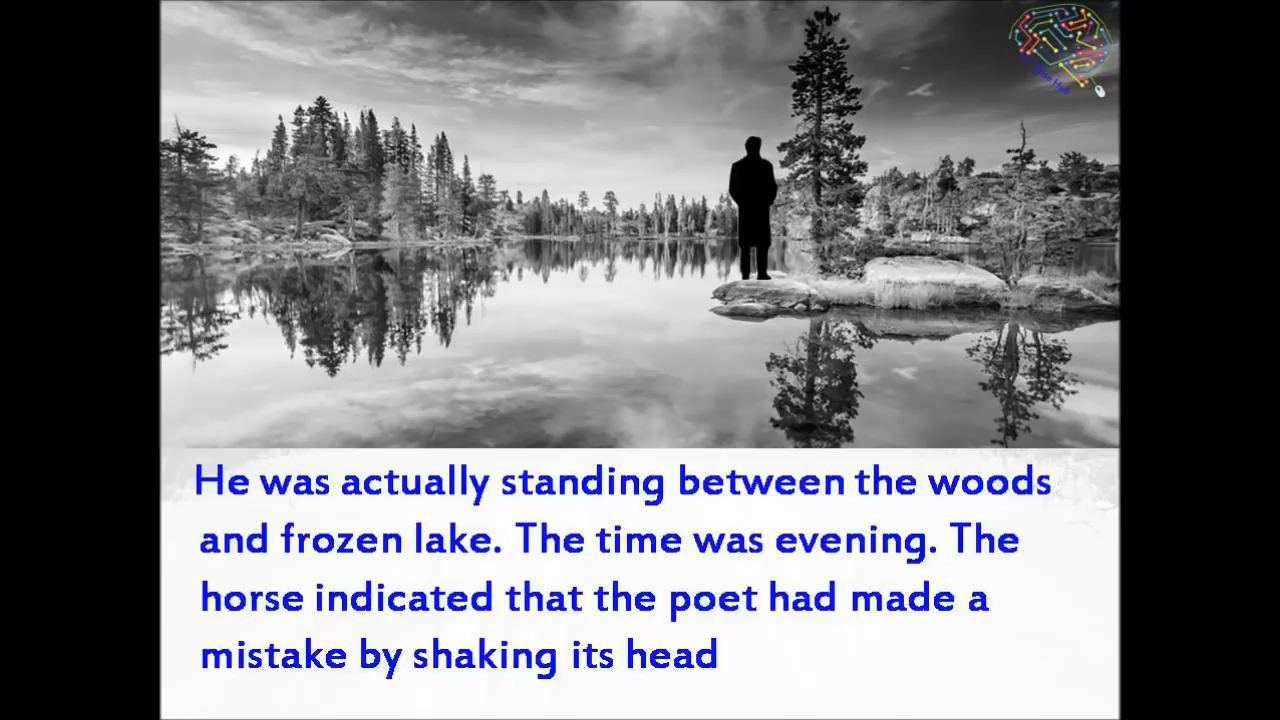 He was actually standing between the woods
and frozen lake. The time was evening. The
horse indicated that the poet had made a
mistake by shaking its head